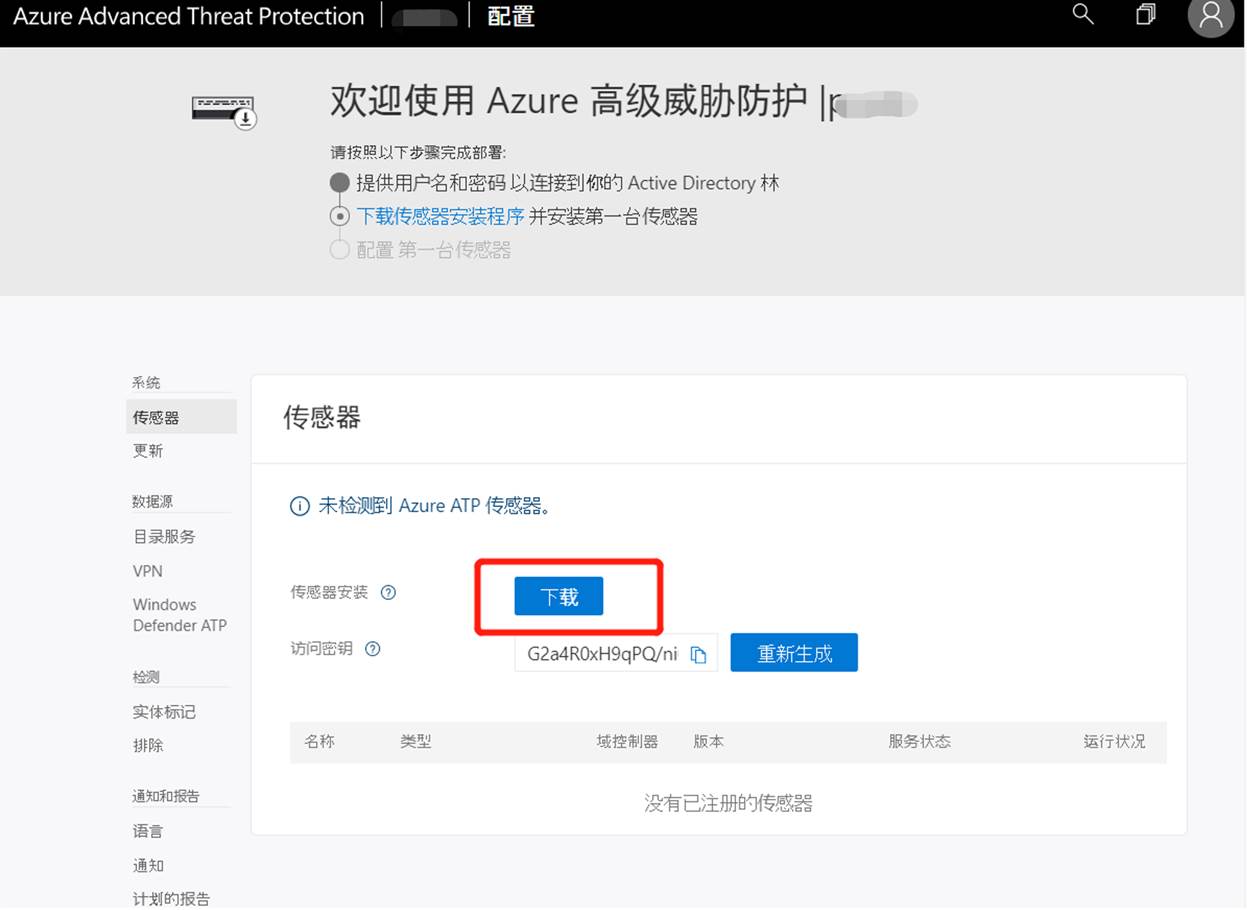 Azure Advanced Threat Protection | | 配置
欢迎使用 Azure 高级威胁防护 |p
请按照以下步骤完成部署:
提供用户名和密码 以连接到你的 Active Directory 林
下载传感器安装程序 并安装第一台传感器
配置 第一台传感器
系统
传感器
更新
数据源
目录服务
VPN
Windows
Defender ATP
检测
实体标记
排除
通知和报告
语言
通知
计划的报告
传感器
未检测到 Azure ATP 传感器。
传感器安装 ? 下载
访问密钥 ? G2a4R0xH9qPQ/ni 重新生成
名称 类型 域控制器 版本 服务状态 运行状况
没有已注册的传感器